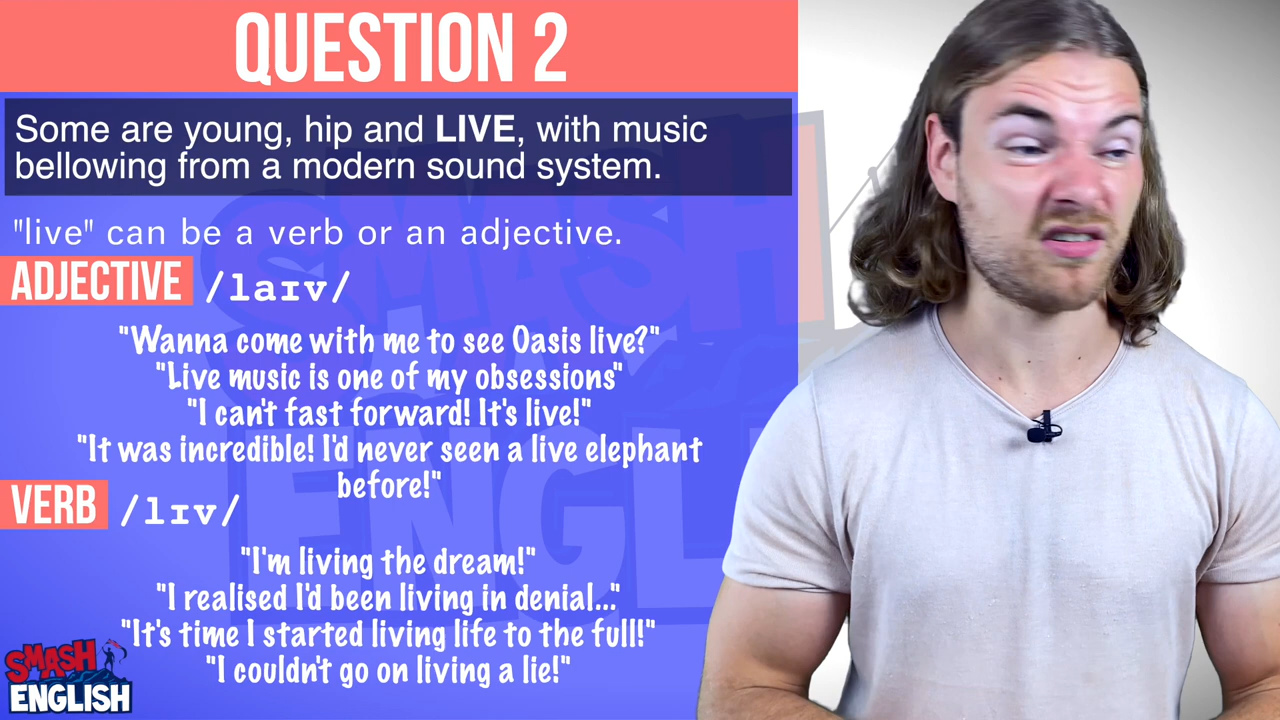 QUESTION 2
Some are young, hip and LIVE, with music
bellowing from a modern sound system.
"live" can be a verb or an adjective.
ADJECTIVE /laɪv/
"Wanna come with me to see Oasis live?"
"Live music is one of my obsessions"
"I can't fast forward! It's live!"
"It was incredible! I'd never seen a live elephant
before!"
VERB /lɪv/
"I'm living the dream!"
"I realised I'd been living in denial..."
"It's time I started living life to the full!"
"I couldn't go on living a lie!"
SMASH
ENGLISH